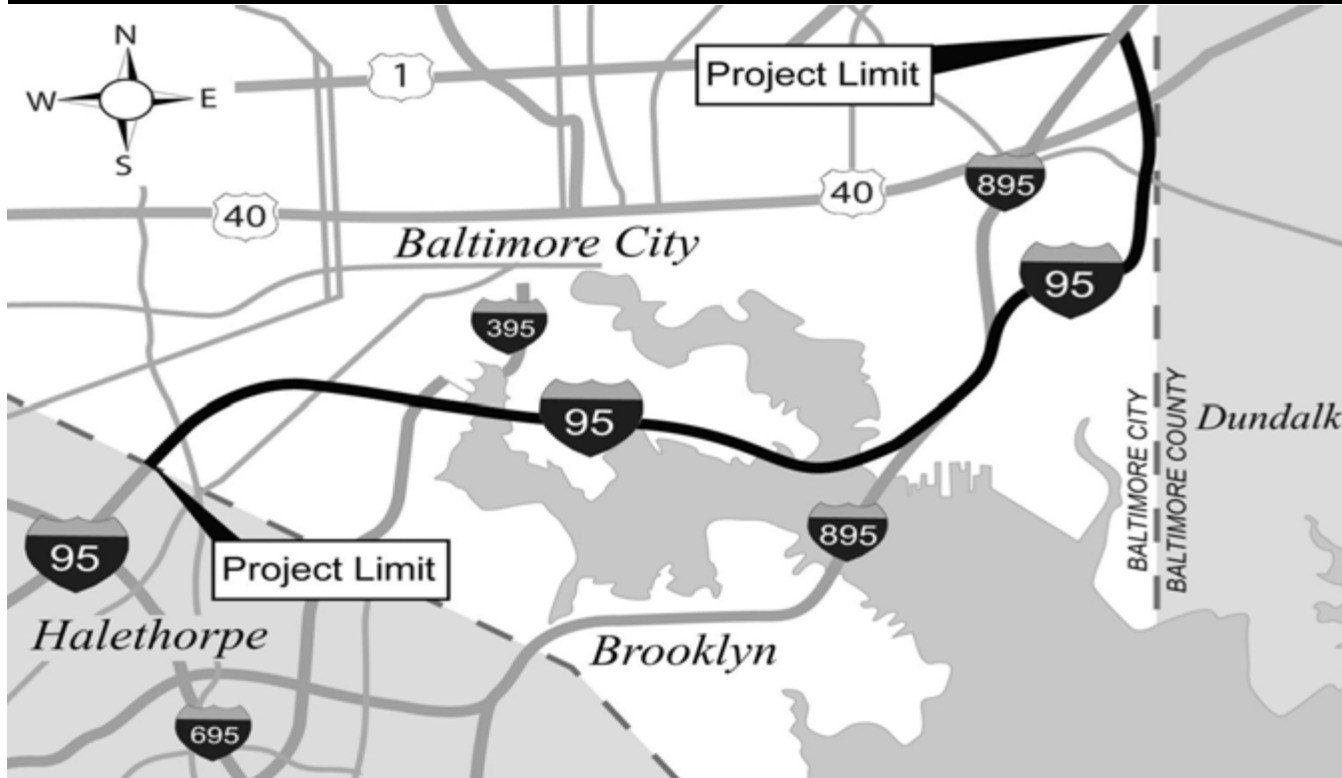 N
W E
S
1
Project Limit
895
40
40
Baltimore City
95
395
95
BALTIMORE CITY
BALTIMORE COUNTY
Dundalk
895
95
Project Limit
Halethorpe
Brooklyn
695